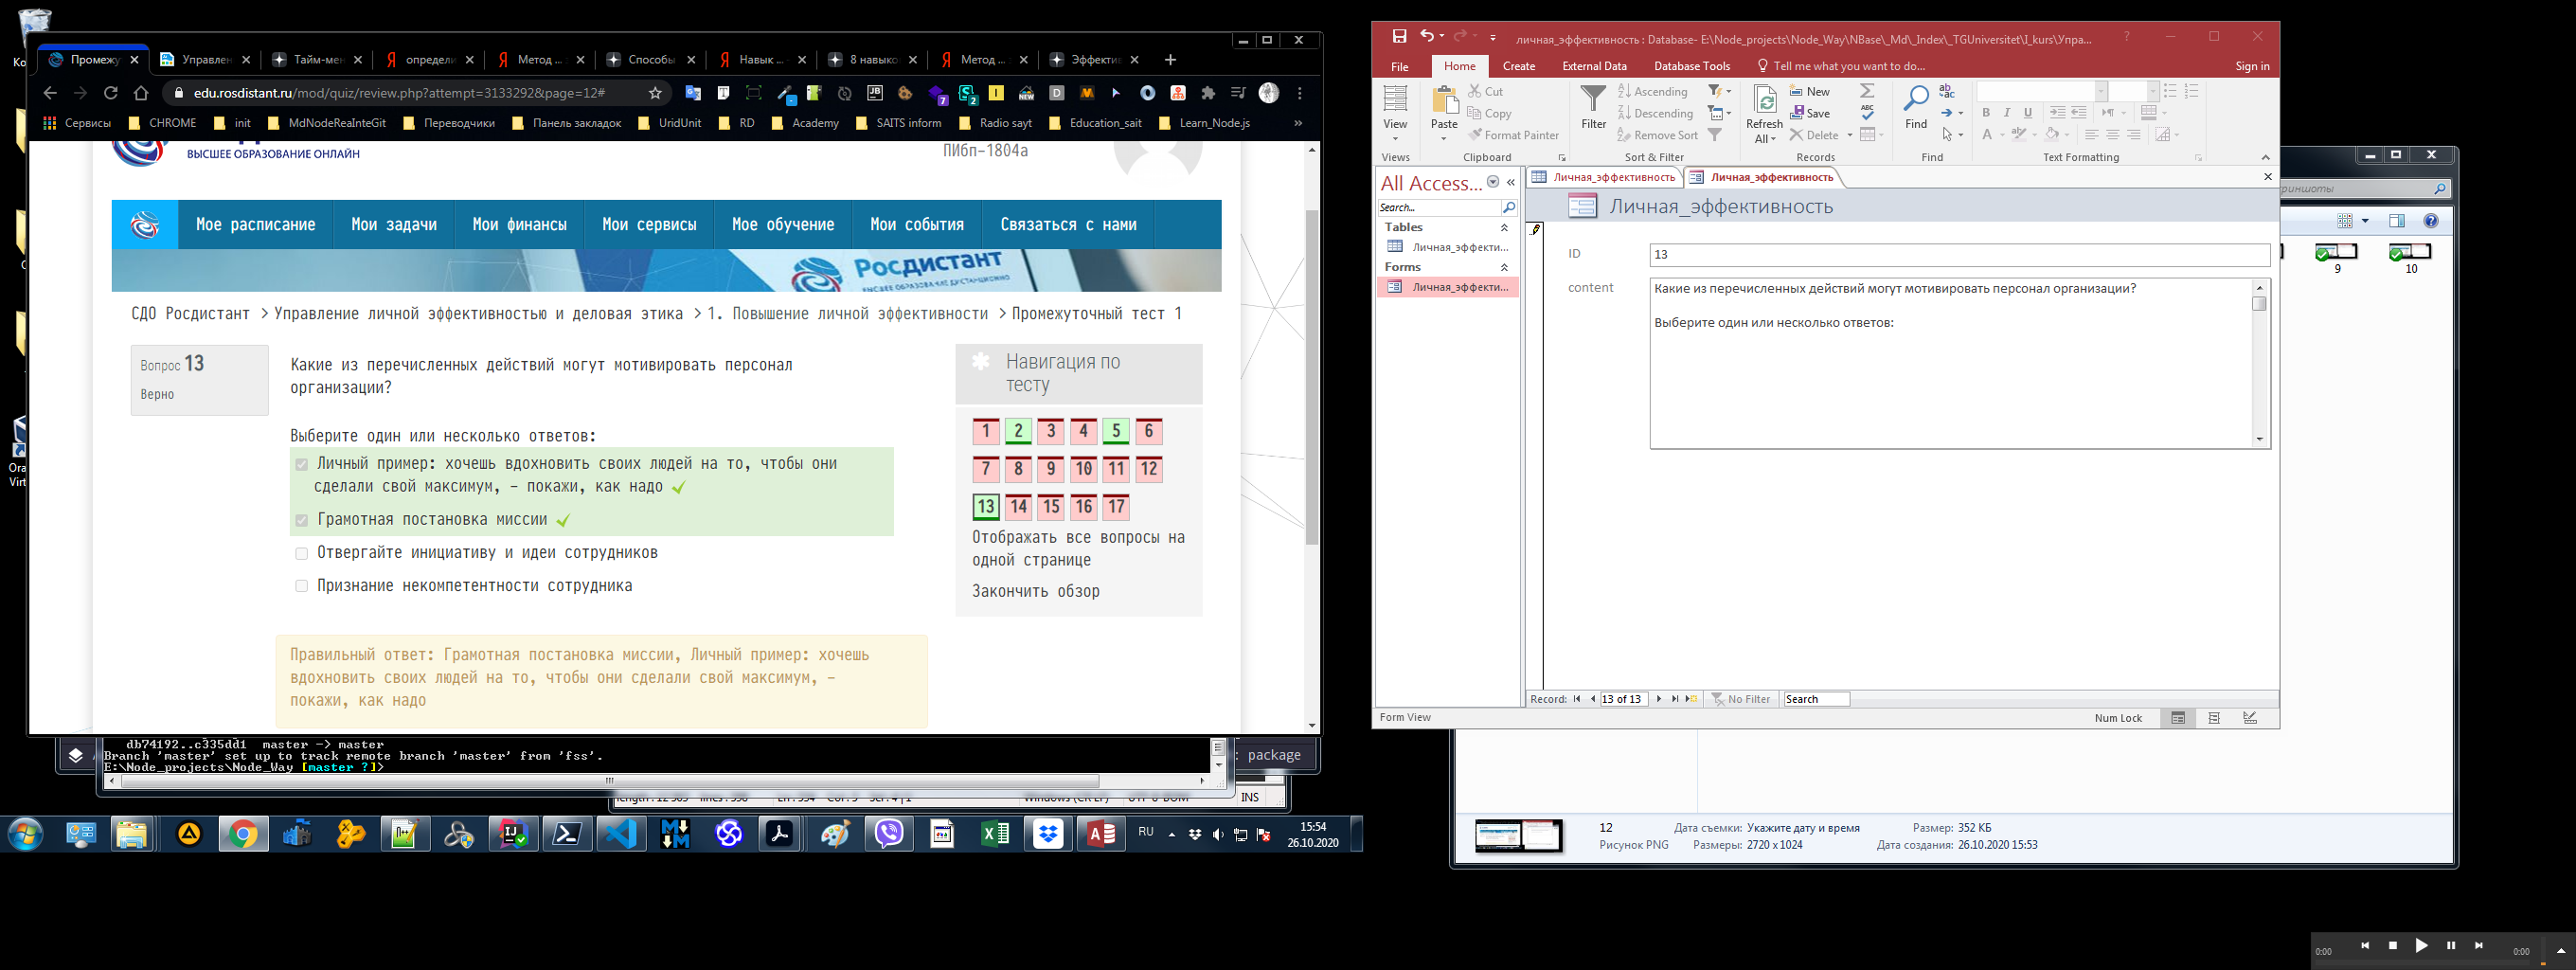 Промежу
Управлен
Тайм-мен
определи
Метод ...
Способы
Навык ... -
8 навыко
Метод ...
Эффектив
edu.rosdistant.ru/mod/quiz/review.php?attempt=3133292&page=12#
Сервисы CHROME init MdNodeReaInteGit Переводчики Панель закладок UridUnit RD Academy SAITS inform Radio sayt Education_sait Learn_Node.js »
ВЫСШЕЕ ОБРАЗОВАНИЕ ОНЛАЙН
ПИбп-1804а
Мое расписание Мои задачи Мои финансы Мои сервисы Мое обучение Мои события Связаться с нами
Росдистант
СДО Росдистант > Управление личной эффективностью и деловая этика > 1. Повышение личной эффективности > Промежуточный тест 1
Вопрос 13
Верно
Какие из перечисленных действий могут мотивировать персонал
организации?
Выберите один или несколько ответов:
Личный пример: хочешь вдохновить своих людей на то, чтобы они
сделали свой максимум, – покажи, как надо
Грамотная постановка миссии
Отвергайте инициативу и идеи сотрудников
Признание некомпетентности сотрудника
Правильный ответ: Грамотная постановка миссии, Личный пример: хочешь
вдохновить своих людей на то, чтобы они сделали свой максимум, –
покажи, как надо
Навигация по
тесту
1 2 3 4 5 6
7 8 9 10 11 12
13 14 15 16 17
Отображать все вопросы на
одной странице
Закончить обзор
db74192..c335dd1 master -> master
Branch 'master' set up to track remote branch 'master' from 'fss'.
E:\Node_projects\Node_Way [master ?]>
: package
INS
RU
15:54
26.10.2020
личная_эффективность : Database- E:\Node_projects\Node_Way\NBase\_Md\_Index\_TGUniversitet\I_kurs\Упра...
File Home Create External Data Database Tools Tell me what you want to do... Sign in
View
Views
Paste
Cut
Copy
Format Painter
Clipboard
Filter
Ascending
Descending
Remove Sort
Sort & Filter
Refresh
All
New
Save
Delete
Records
Find
Find
Text Formatting
All Access...
Search...
Tables
Личная_эффекти...
Forms
Личная_эффекти...
Личная_эффективность
Личная_эффективность
Личная_эффективность
ID
13
content
Какие из перечисленных действий могут мотивировать персонал организации?
Выберите один или несколько ответов:
Record: 13 of 13 No Filter Search
Form View
Num Lock
9
10
12
Рисунок PNG
Дата съемки: Укажите дату и время
Размеры: 2720 x 1024
Размер: 352 КБ
Дата создания: 26.10.2020 15:53
0:00
0:00